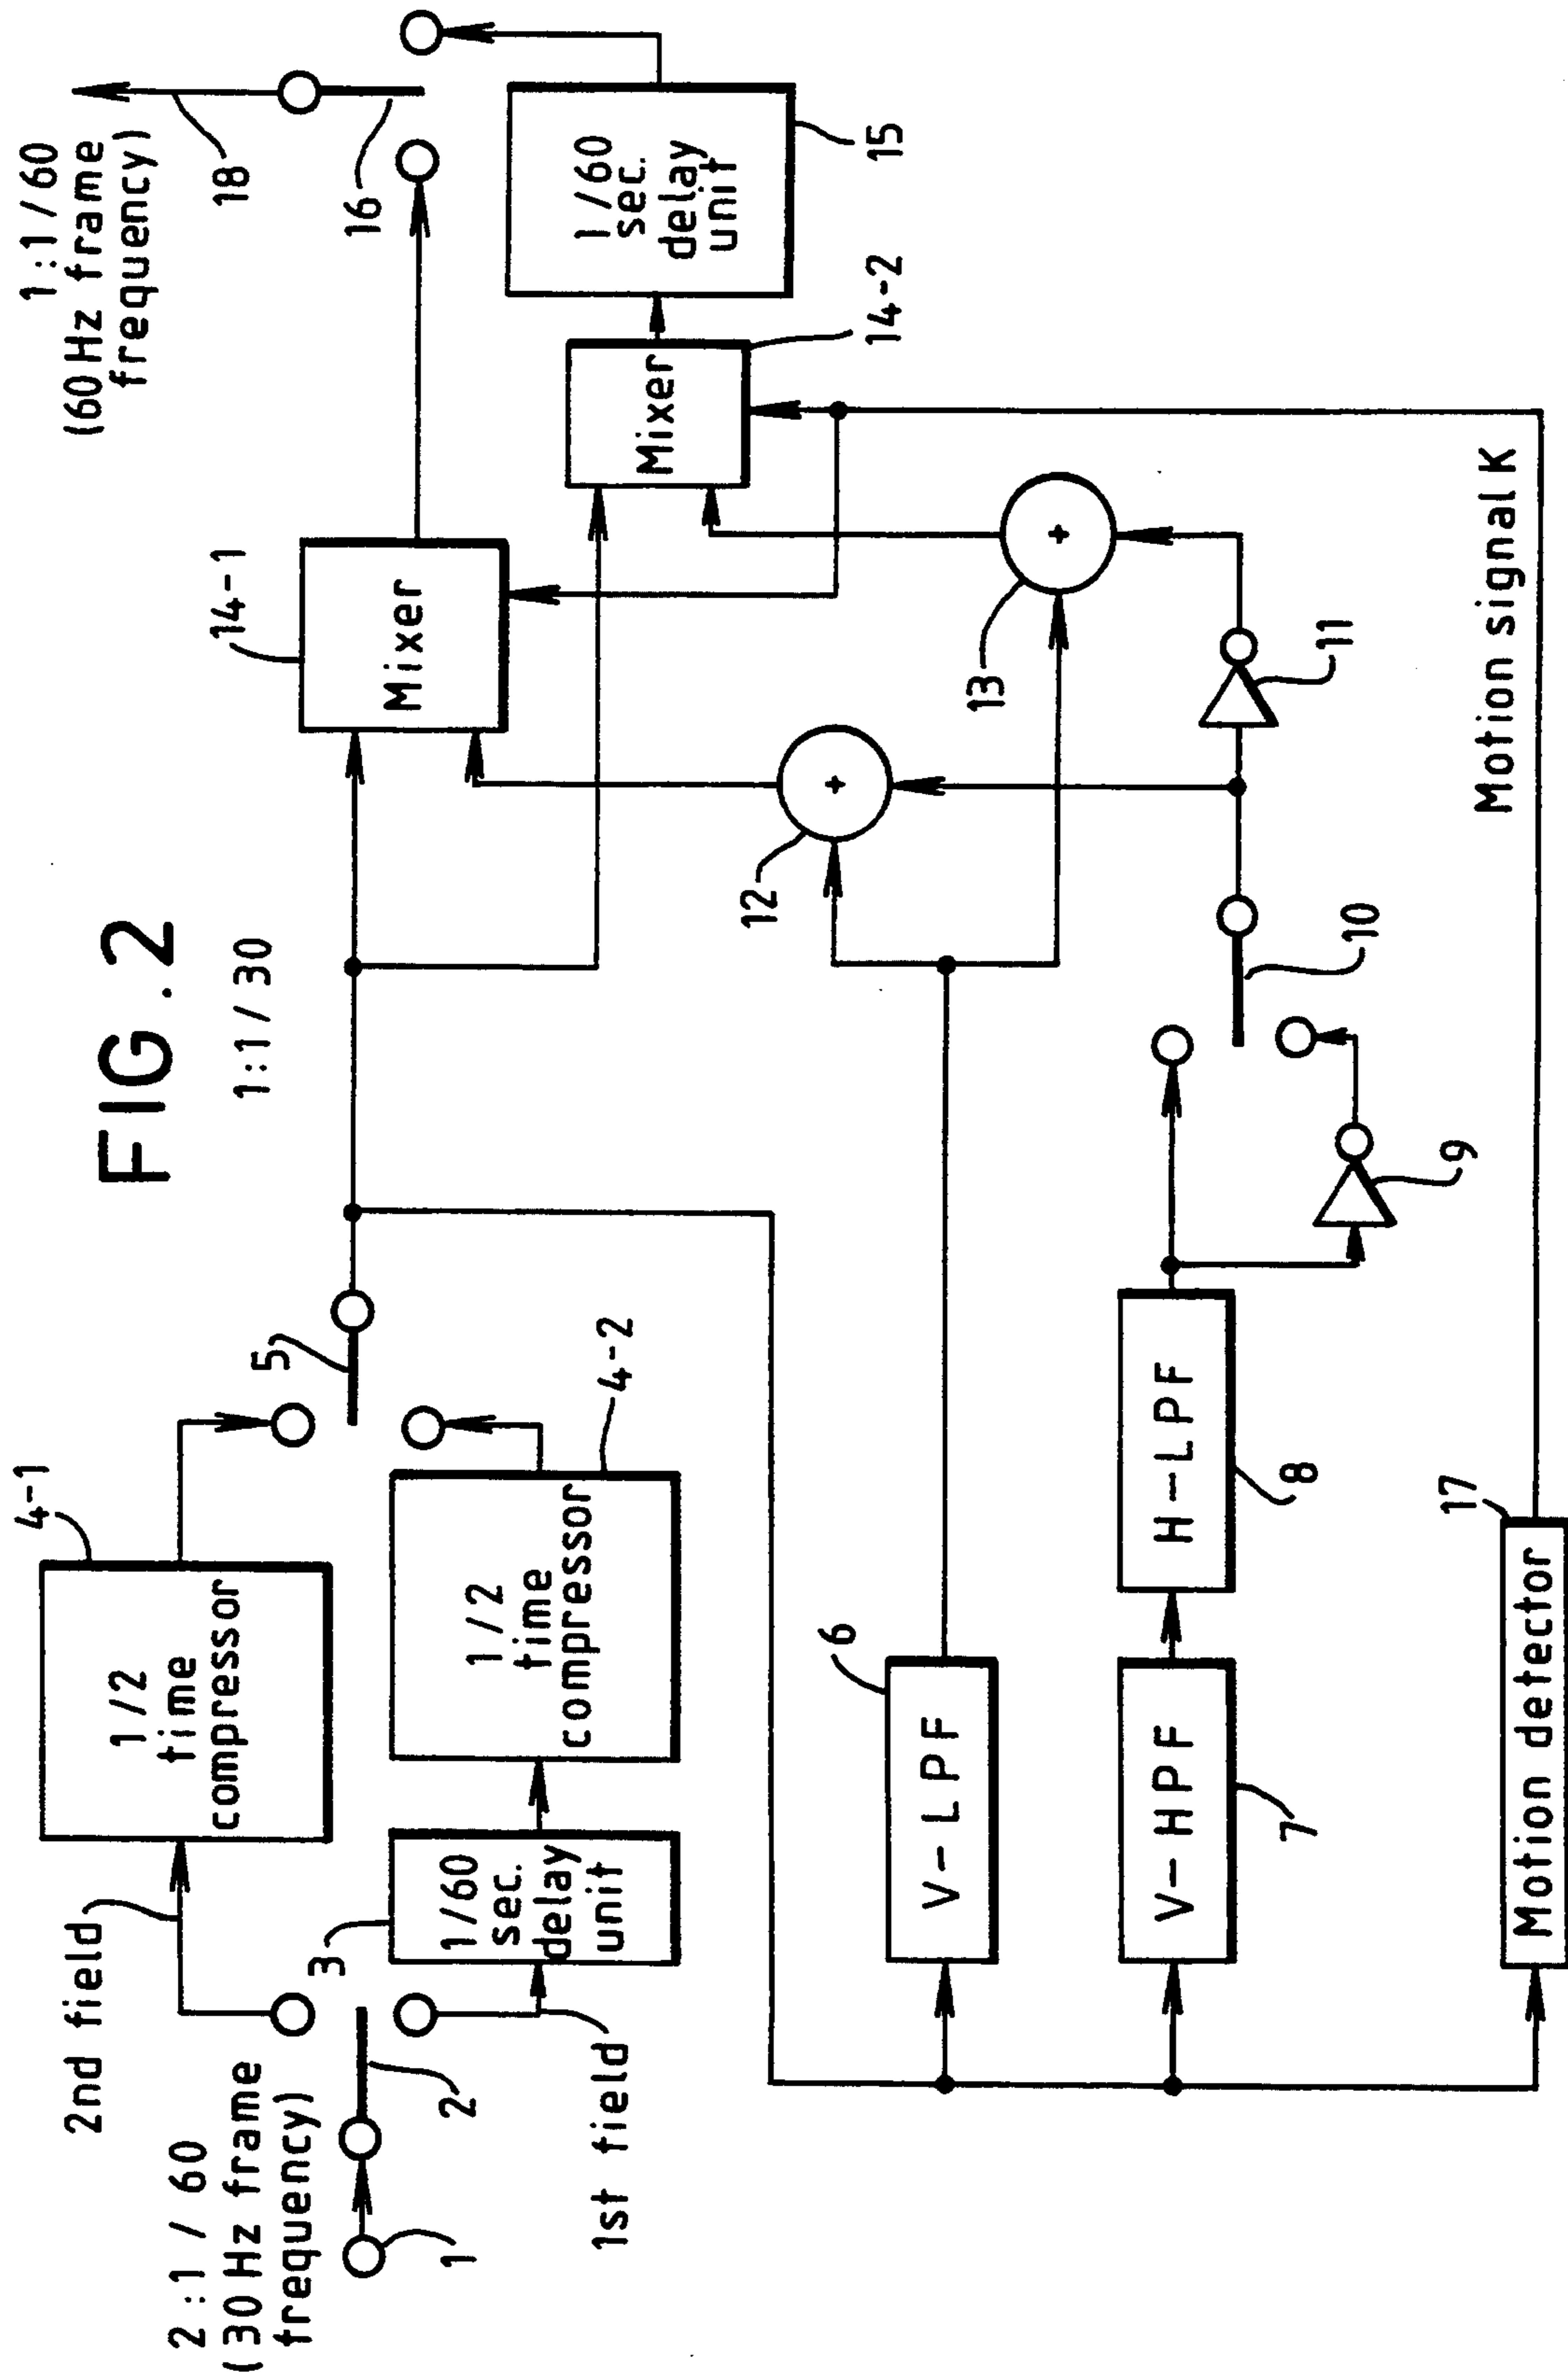 FIG. 2
2:1/60
(30 Hz frame
frequency)
1
2
2nd field
1st field
3
1/60
sec.
delay
unit
4-1
1/2
time
compressor
1/2
time
compressor
4-2
5
1:1/30
V-LPF
6
V-HPF
7
H-LPF
8
9
10
11
12
13
Motion detector
17
Motion signal K
Mixer
14-1
Mixer
14-2
1/60
sec.
delay
unit
15
16
18
1:1/60
(60 Hz frame
frequency)
+
+